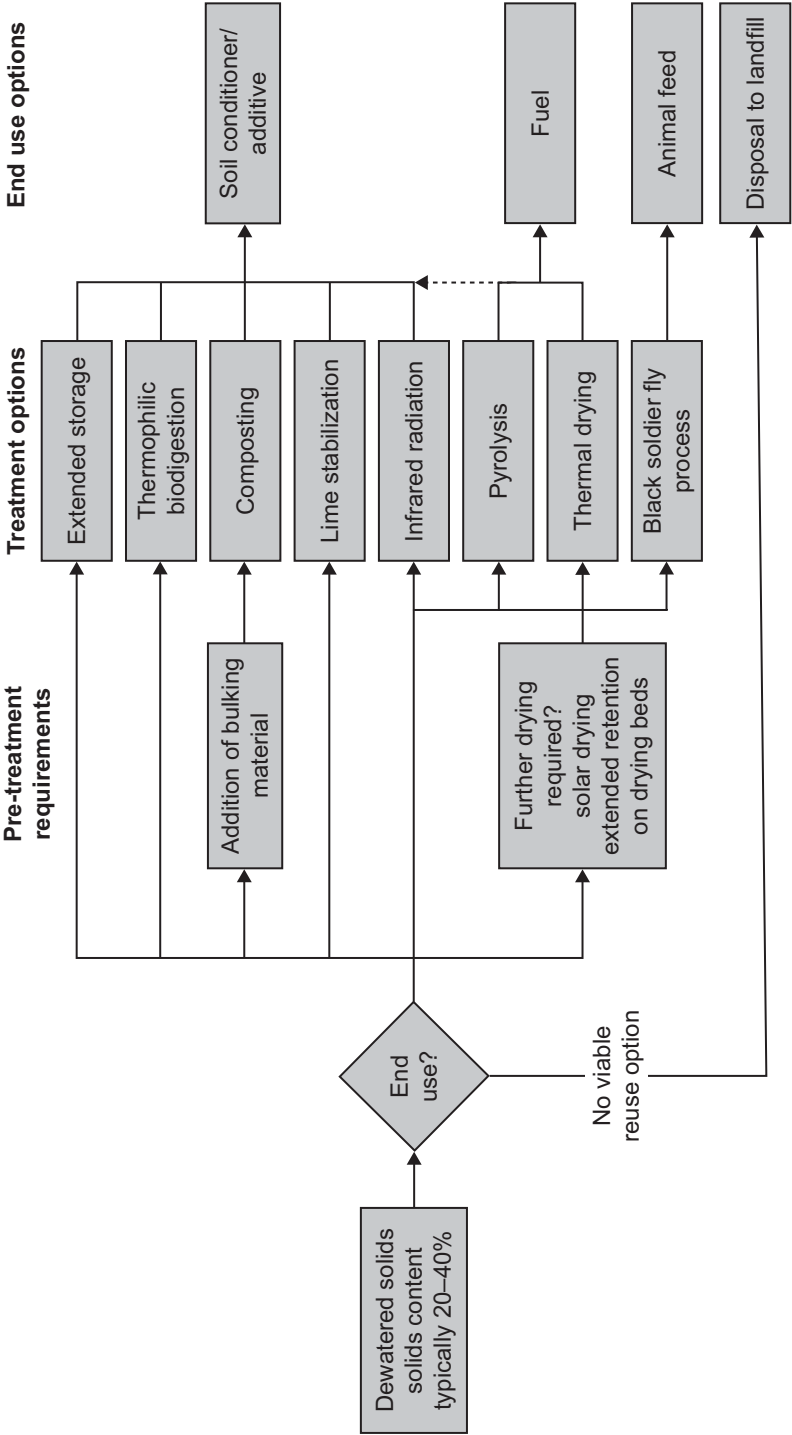 Pre-treatment
requirements
Treatment options
End use options
Dewatered solids
solids content
typically 20–40%
End
use?
No viable
reuse option
Addition of bulking
material
Further drying
required?
solar drying
extended retention
on drying beds
Extended storage
Thermophilic
biodigestion
Composting
Lime stabilization
Infrared radiation
Pyrolysis
Thermal drying
Black soldier fly
process
Soil conditioner/
additive
Fuel
Animal feed
Disposal to landfill